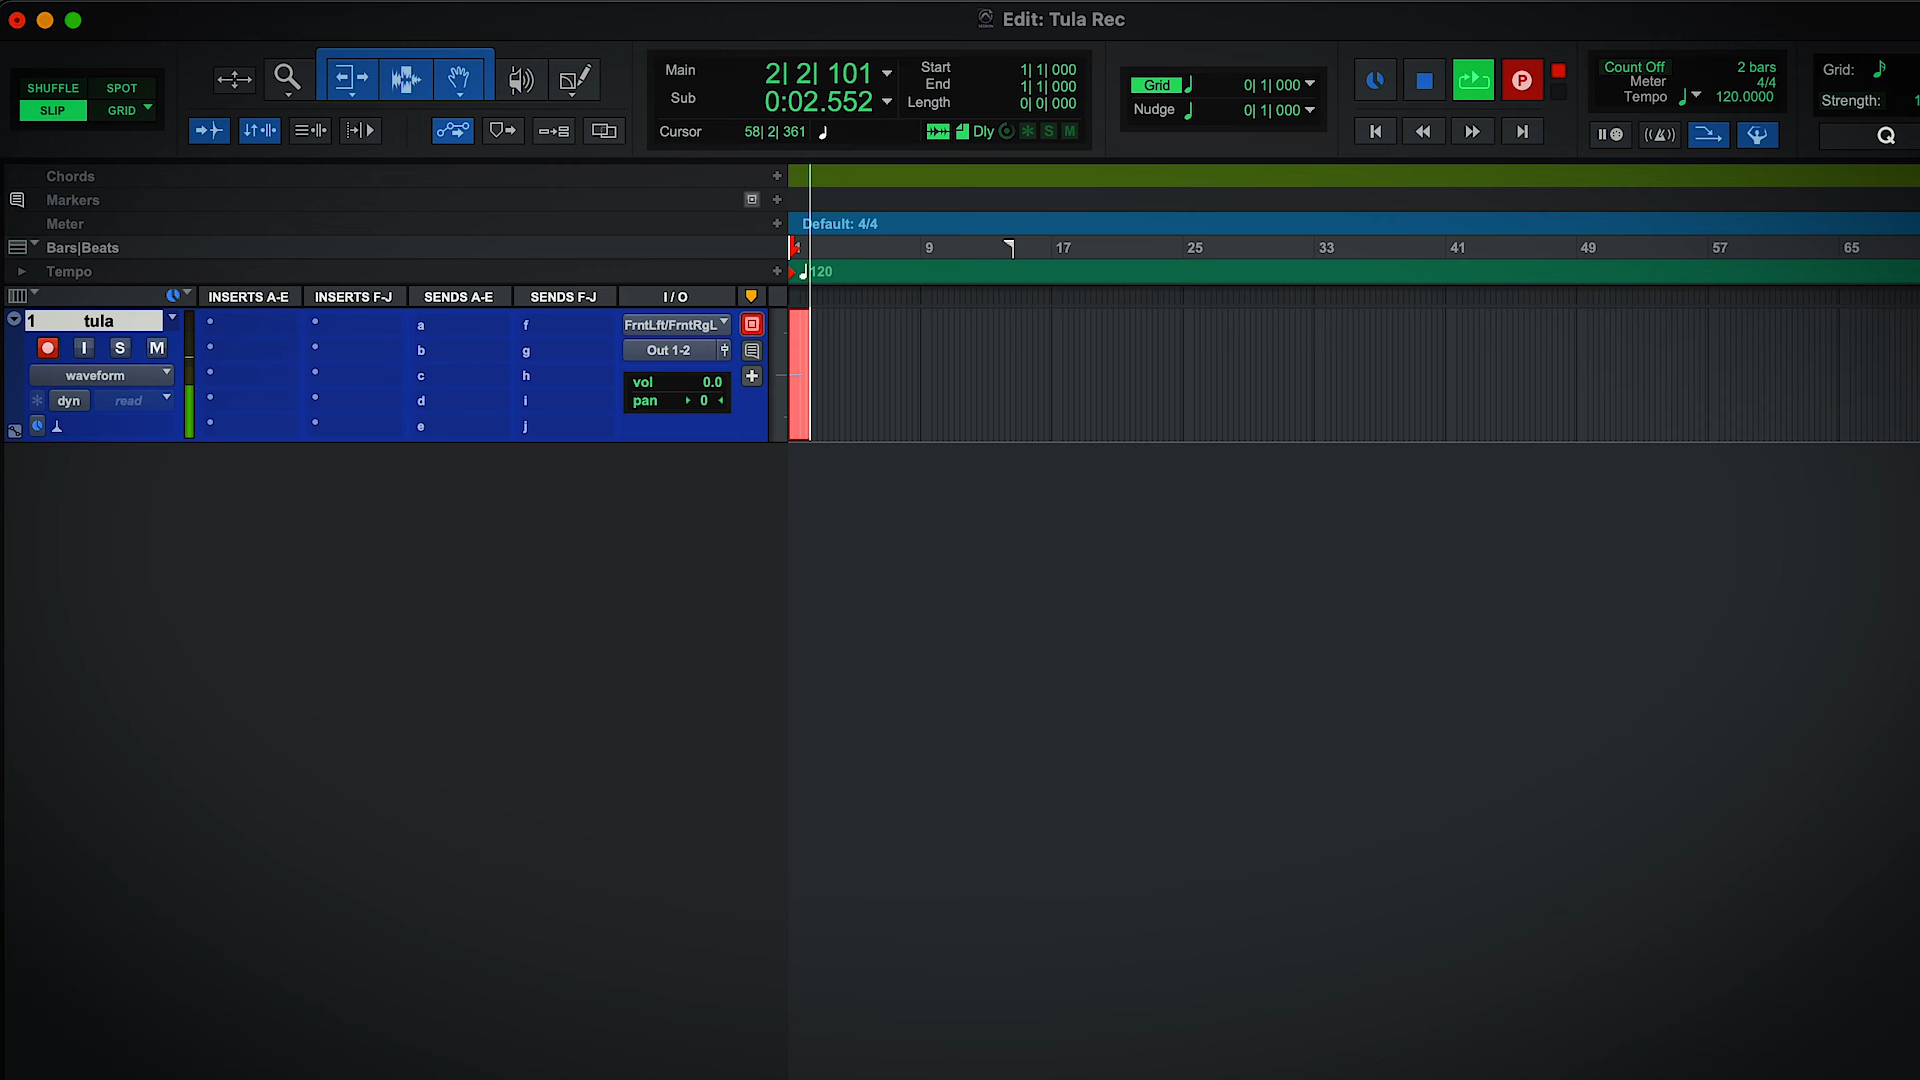 Edit: Tula Rec
SHUFFLE SPOT
SLIP GRID
Main 2| 2| 101
Sub 0:02.552
Start 1| 1| 000
End 1| 1| 000
Length 0| 0| 000
Cursor 58| 2| 361
Dly S M
Grid 0| 1| 000
Nudge 0| 1| 000
P
Count Off 2 bars
Meter 4/4
Tempo 120.0000
Grid:
Strength:
Q
Chords
Markers
Meter Default: 4/4
Bars|Beats 1 9 17 25 33 41 49 57 65
Tempo 120
INSERTS A-E INSERTS F-J SENDS A-E SENDS F-J I / O
1 tula
I S M
waveform
dyn read
a f
b g
c h
d i
e j
FrntLft/FrntRgL
Out 1-2
vol 0.0
pan 0